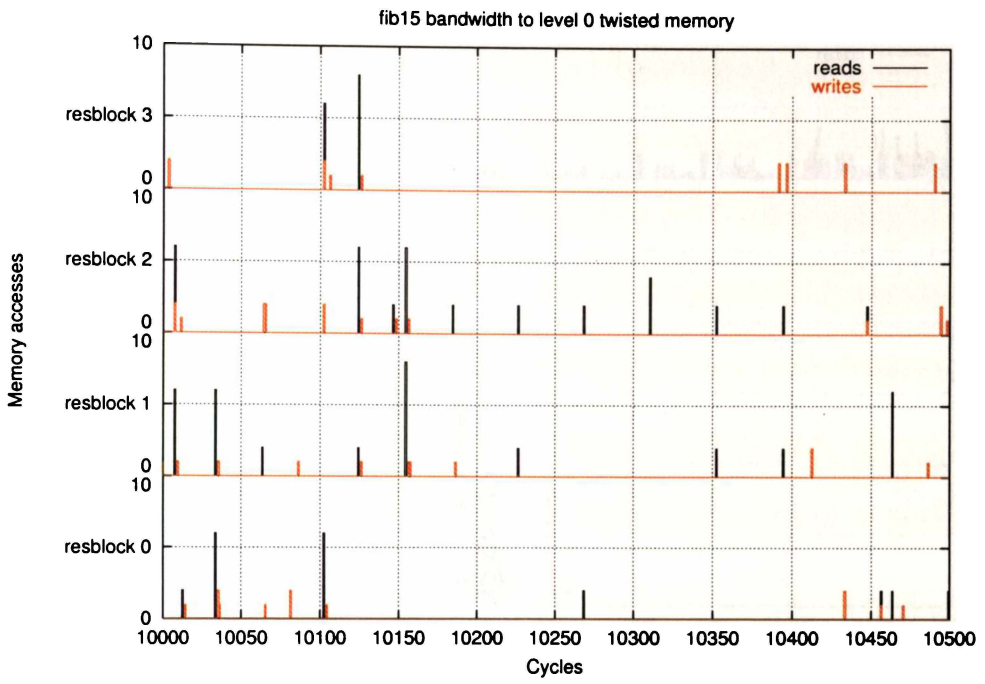 fib15 bandwidth to level 0 twisted memory
10
reads
writes
resblock 3
0
10
resblock 2
0
10
resblock 1
0
10
resblock 0
0
Memory accesses
10000 10050 10100 10150 10200 10250 10300 10350 10400 10450 10500
Cycles